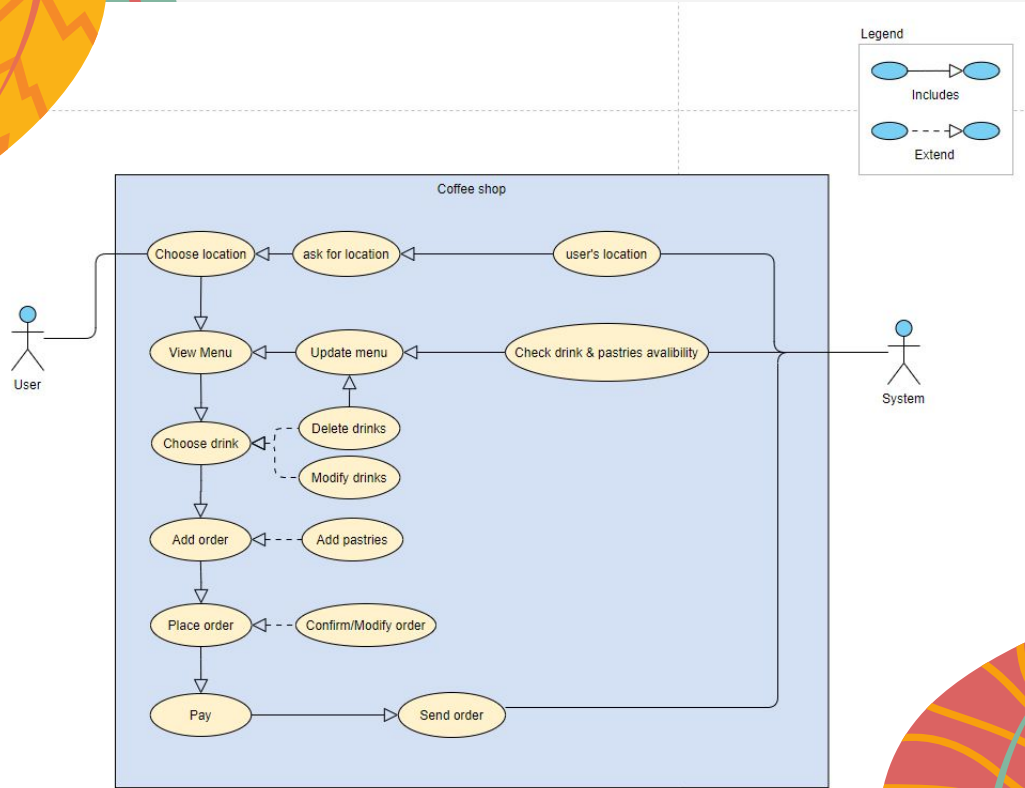 Legend
Includes
Extend
Coffee shop
Choose location
ask for location
user's location
View Menu
Update menu
Check drink & pastries avalibility
User
System
Choose drink
Delete drinks
Modify drinks
Add order
Add pastries
Place order
Confirm/Modify order
Pay
Send order